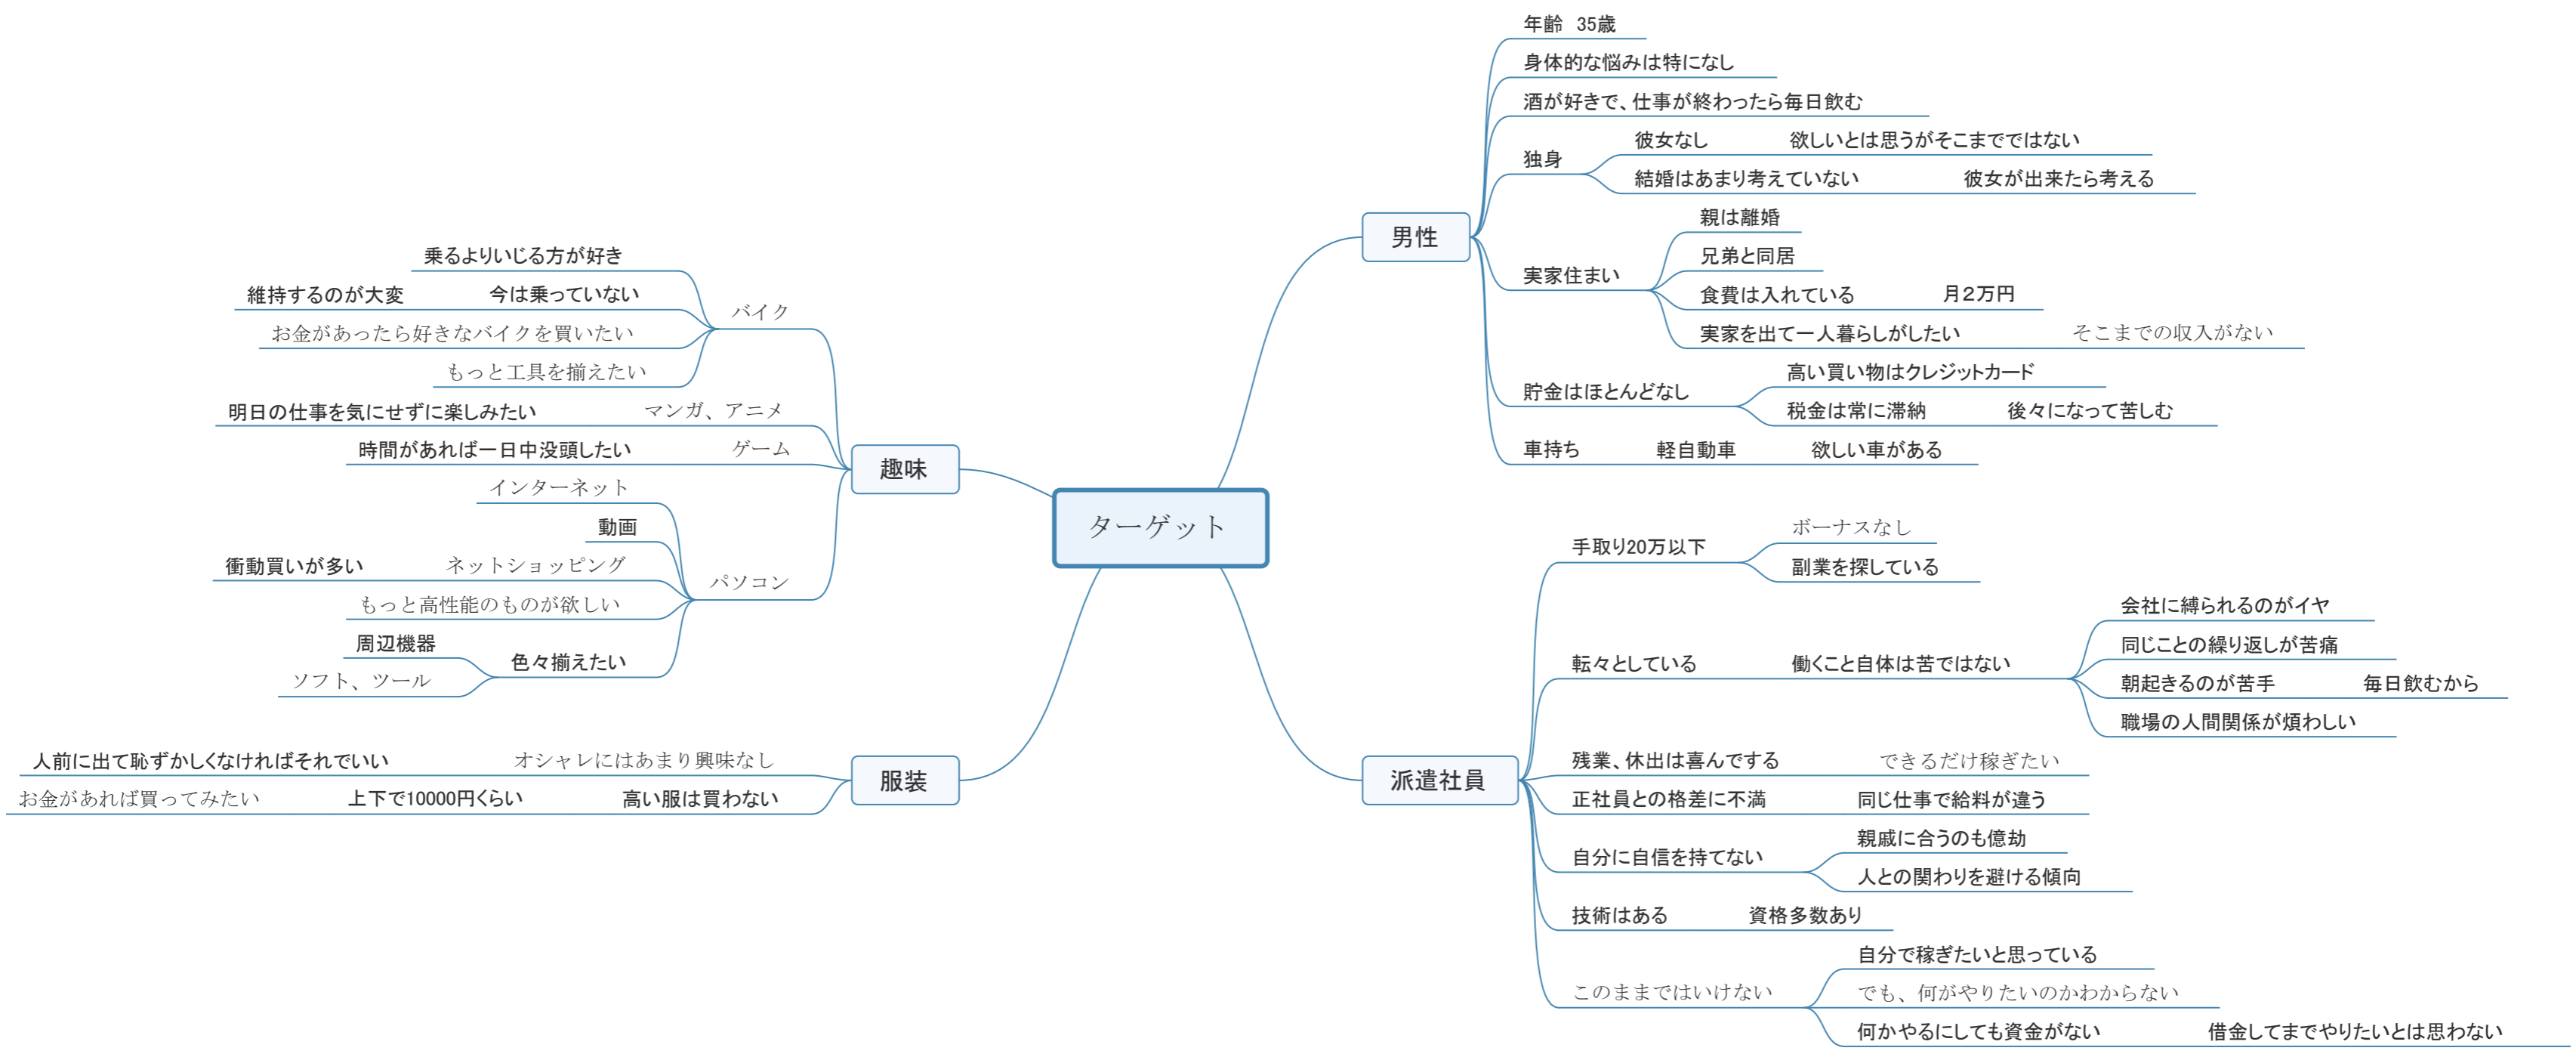 ターゲット
男性
年齢　35歳
身体的な悩みは特になし
酒が好きで、仕事が終わったら毎日飲む
独身
彼女なし
欲しいとは思うがそこまでではない
結婚はあまり考えていない
彼女が出来たら考える
実家住まい
親は離婚
兄弟と同居
食費は入れている
月２万円
実家を出て一人暮らしがしたい
そこまでの収入がない
貯金はほとんどなし
高い買い物はクレジットカード
税金は常に滞納
後々になって苦しむ
車持ち
軽自動車
欲しい車がある
派遣社員
手取り20万以下
ボーナスなし
副業を探している
転々としている
働くこと自体は苦ではない
会社に縛られるのがイヤ
同じことの繰り返しが苦痛
朝起きるのが苦手
毎日飲むから
職場の人間関係が煩わしい
残業、休出は喜んでする
できるだけ稼ぎたい
正社員との格差に不満
同じ仕事で給料が違う
自分に自信を持てない
親戚に合うのも億劫
人との関わりを避ける傾向
技術はある
資格多数あり
このままではいけない
自分で稼ぎたいと思っている
でも、何がやりたいのかわからない
何かやるにしても資金がない
借金してまでやりたいとは思わない
趣味
バイク
乗るよりいじる方が好き
今は乗っていない
維持するのが大変
お金があったら好きなバイクを買いたい
もっと工具を揃えたい
マンガ、アニメ
明日の仕事を気にせずに楽しみたい
ゲーム
時間があれば一日中没頭したい
パソコン
インターネット
動画
ネットショッピング
衝動買いが多い
もっと高性能のものが欲しい
色々揃えたい
周辺機器
ソフト、ツール
服装
オシャレにはあまり興味なし
人前に出て恥ずかしくなければそれでいい
高い服は買わない
上下で10000円くらい
お金があれば買ってみたい